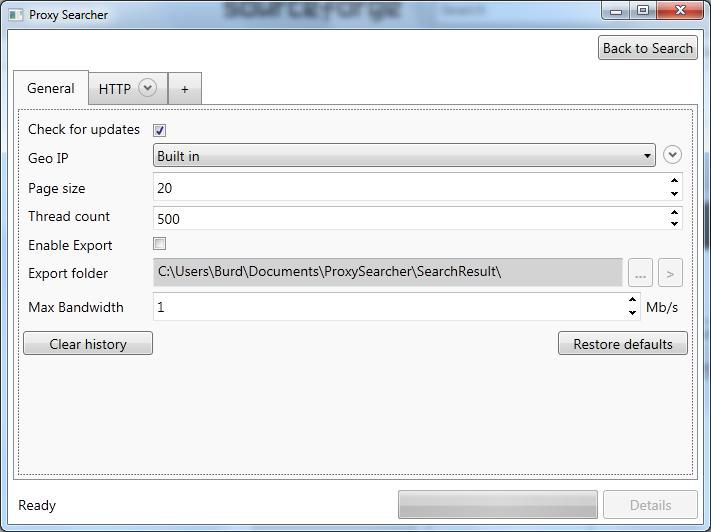 sourceforge
Search
Proxy Searcher
Back to Search
General
HTTP
+
Check for updates
Geo IP Built in
Page size 20
Thread count 500
Enable Export
Export folder C:\Users\Burd\Documents\ProxySearcher\SearchResult\ ... >
Max Bandwidth 1 Mb/s
Clear history Restore defaults
Ready Details